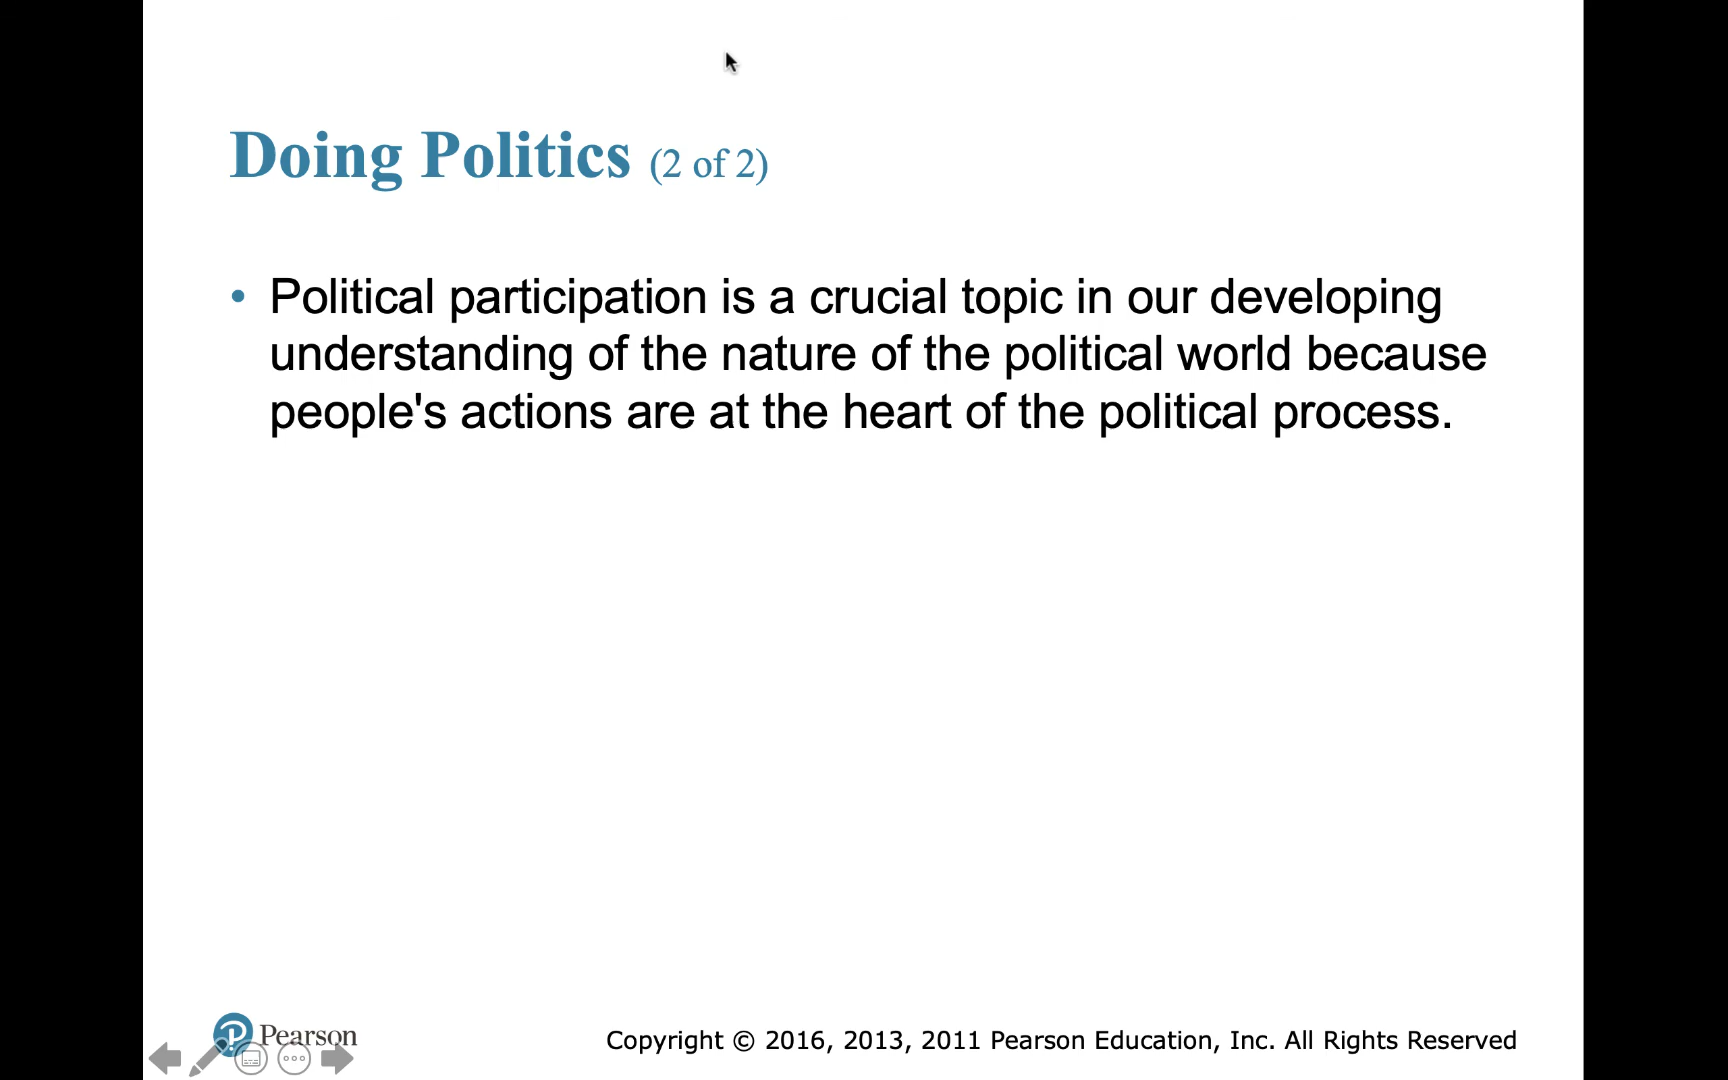 Doing Politics (2 of 2)
• Political participation is a crucial topic in our developing
understanding of the nature of the political world because
people's actions are at the heart of the political process.
Pearson
Copyright © 2016, 2013, 2011 Pearson Education, Inc. All Rights Reserved